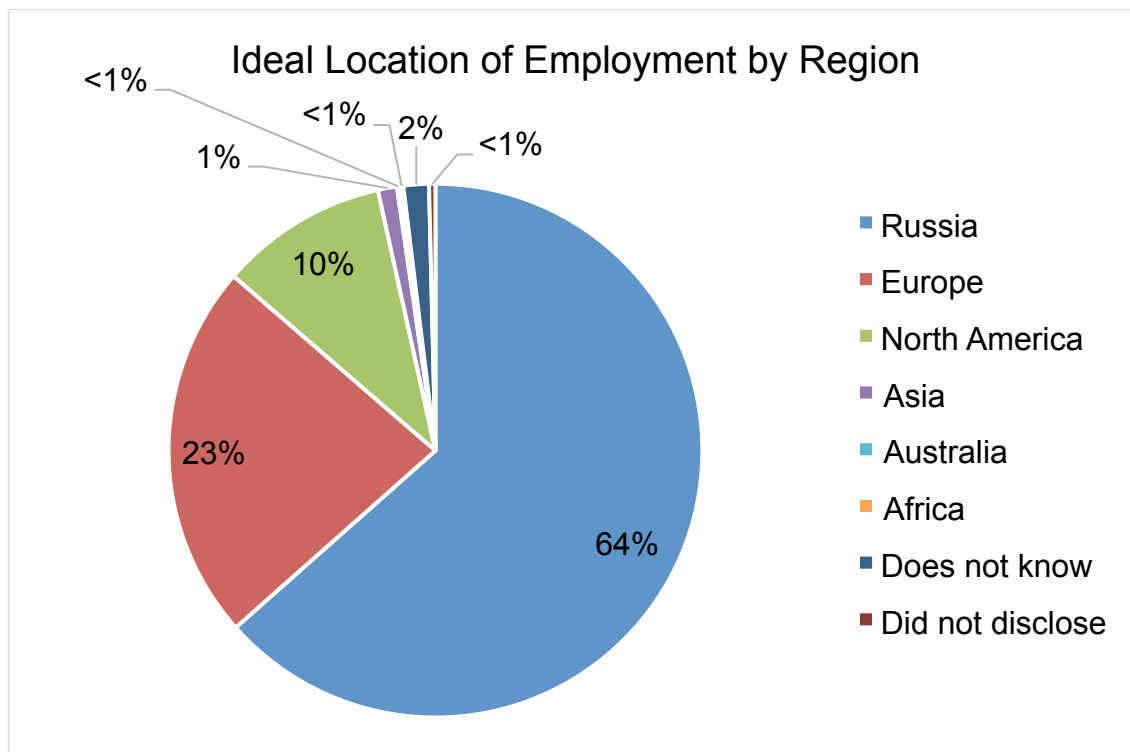 Ideal Location of Employment by Region
<1%
<1%
2%
<1%
1%
10%
23%
64%
Russia
Europe
North America
Asia
Australia
Africa
Does not know
Did not disclose